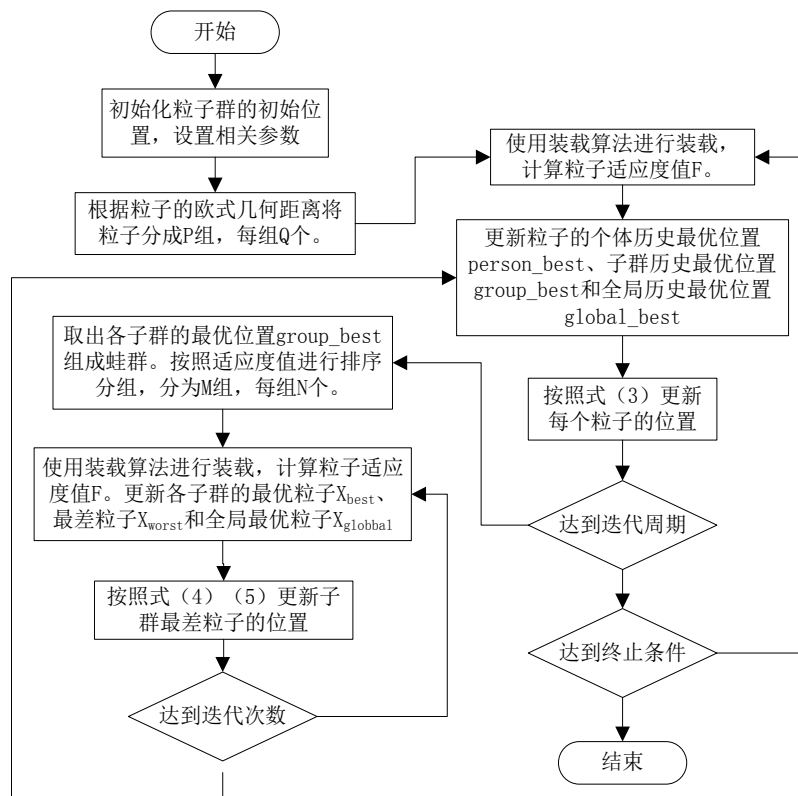 开始
初始化粒子群的初始位
置，设置相关参数
根据粒子的欧式几何距离将
粒子分成P组，每组Q个。
使用装载算法进行装载，
计算粒子适应度值F。
更新粒子的个体历史最优位置
person_best、子群历史最优位置
group_best和全局历史最优位置
global_best
按照式（3）更新
每个粒子的位置
达到迭代周期
达到终止条件
结束
取出各子群的最优位置group_best
组成蛙群。按照适应度值进行排序
分组，分为M组，每组N个。
使用装载算法进行装载，计算粒子适应
度值F。更新各子群的最优粒子Xbest、
最差粒子Xworst和全局最优粒子Xglobbal
按照式（4）（5）更新子
群最差粒子的位置
达到迭代次数